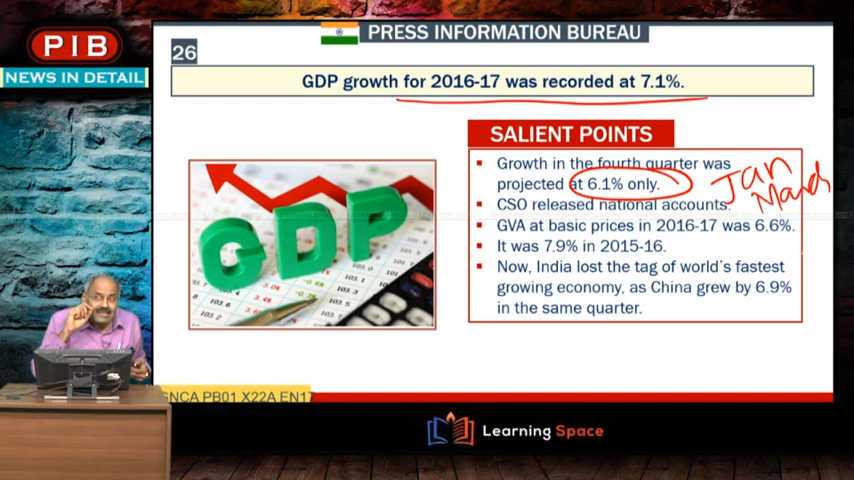 PIB
NEWS IN DETAIL
PRESS INFORMATION BUREAU
26
GDP growth for 2016-17 was recorded at 7.1%.
SALIENT POINTS
Growth in the fourth quarter was
projected at 6.1% only.
Jan
March
CSO released national accounts.
GVA at basic prices in 2016-17 was 6.6%.
It was 7.9% in 2015-16.
Now, India lost the tag of world's fastest
growing economy, as China grew by 6.9%
in the same quarter.
GDP
Learning Space